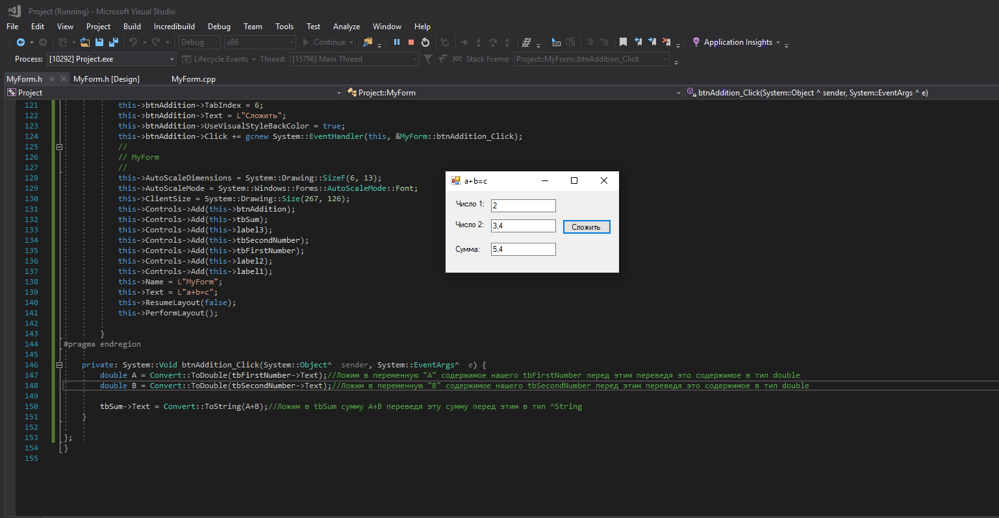 Project (Running) - Microsoft Visual Studio
File Edit View Project Build Incredibuild Debug Team Tools Test Analyze Window Help
Debug x86 Continue Application Insights
Process: [10292] Project.exe Lifecycle Events Thread: [15796] Main Thread Stack Frame: Project::MyForm::btnAddition_Click
MyForm.h MyForm.h [Design] MyForm.cpp
Project Project::MyForm btnAddition_Click(System::Object ^ sender, System::EventArgs ^ e)
121 this->btnAddition->TabIndex = 6;
122 this->btnAddition->Text = L"Сложить";
123 this->btnAddition->UseVisualStyleBackColor = true;
124 this->btnAddition->Click += gcnew System::EventHandler(this, &MyForm::btnAddition_Click);
125 //
126 // MyForm
127 //
128 this->AutoScaleDimensions = System::Drawing::SizeF(6, 13);
129 this->AutoScaleMode = System::Windows::Forms::AutoScaleMode::Font;
130 this->ClientSize = System::Drawing::Size(267, 126);
131 this->Controls->Add(this->btnAddition);
132 this->Controls->Add(this->tbSum);
133 this->Controls->Add(this->label3);
134 this->Controls->Add(this->tbSecondNumber);
135 this->Controls->Add(this->tbFirstNumber);
136 this->Controls->Add(this->label2);
137 this->Controls->Add(this->label1);
138 this->Name = L"MyForm";
139 this->Text = L"a+b=c";
140 this->ResumeLayout(false);
141 this->PerformLayout();
142
143 }
144 #pragma endregion
145
146 private: System::Void btnAddition_Click(System::Object^ sender, System::EventArgs^ e) {
147 double A = Convert::ToDouble(tbFirstNumber->Text);//Ложим в переменную "A" содержимое нашего tbFirstNumber перед этим переведя это содержимое в тип double
148 double B = Convert::ToDouble(tbSecondNumber->Text);//Ложим в переменную "B" содержимое нашего tbSecondNumber перед этим переведя это содержимое в тип double
149
150 tbSum->Text = Convert::ToString(A+B);//Ложим в tbSum сумму A+B переведя эту сумму перед этим в тип ^String
151 }
152
153 };
154 }
155
a+b=c
Число 1: 2
Число 2: 3,4 Сложить
Сумма: 5,4